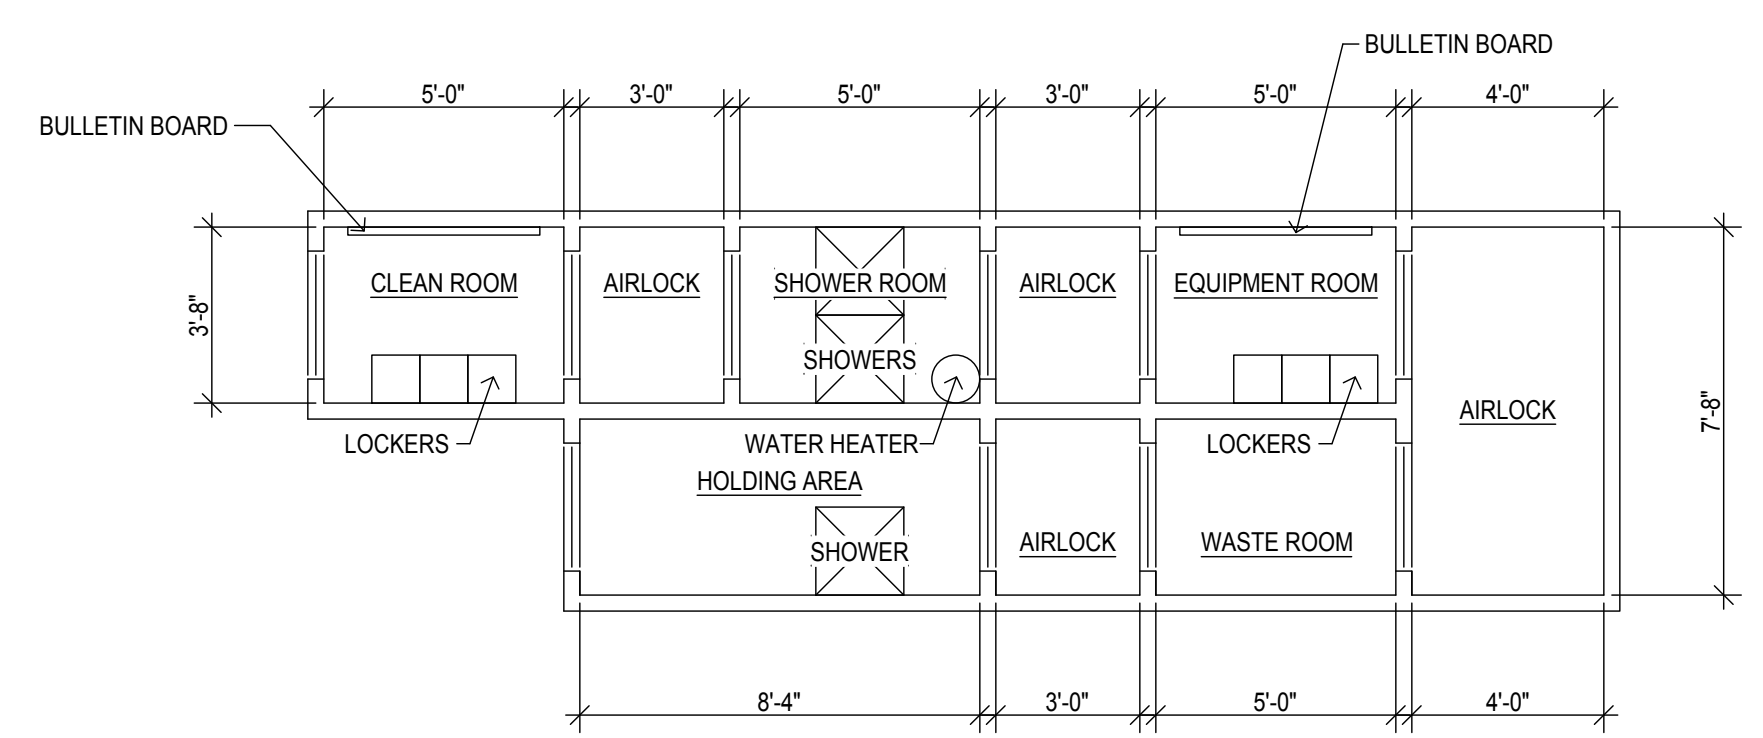 BULLETIN BOARD
5'-0" 3'-0" 5'-0" 3'-0" 5'-0" 4'-0"
BULLETIN BOARD
CLEAN ROOM AIRLOCK SHOWER ROOM AIRLOCK EQUIPMENT ROOM
3'-8"
SHOWERS
AIRLOCK
7'-8"
LOCKERS WATER HEATER LOCKERS
HOLDING AREA
SHOWER AIRLOCK WASTE ROOM
8'-4" 3'-0" 5'-0" 4'-0"